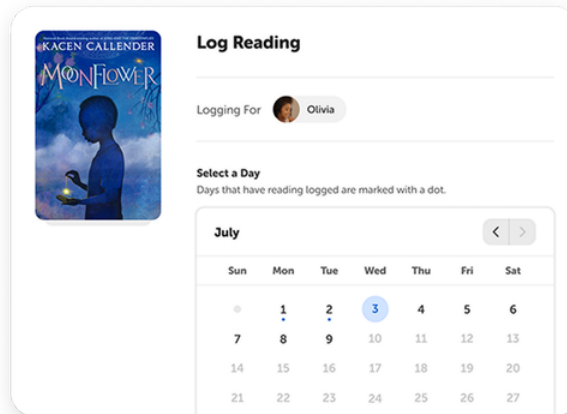 KACEN CALLENDER
MOONFLOWER
Log Reading
Logging For Olivia
Select a Day
Days that have reading logged are marked with a dot.
July
Sun Mon Tue Wed Thu Fri Sat
1 2 3 4 5 6
7 8 9 10 11 12 13
14 15 16 17 18 19 20
21 22 23 24 25 26 27